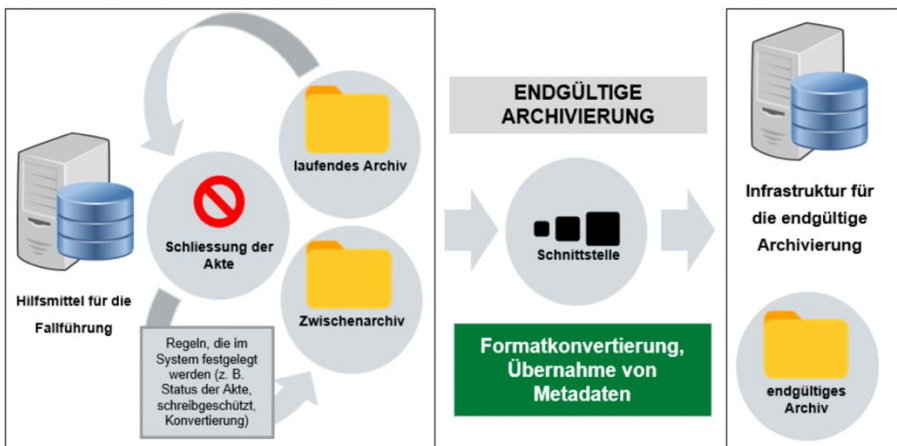 laufendes Archiv
Schliessung der
Akte
Hilfsmittel für die
Fallführung
Zwischenarchiv
Regeln, die im
System festgelegt
werden (z. B.
Status der Akte,
schreibgeschützt,
Konvertierung)
ENDGÜLTIGE
ARCHIVIERUNG
Schnittstelle
Formatkonvertierung,
Übernahme von
Metadaten
Infrastruktur für
die endgültige
Archivierung
endgültiges
Archiv